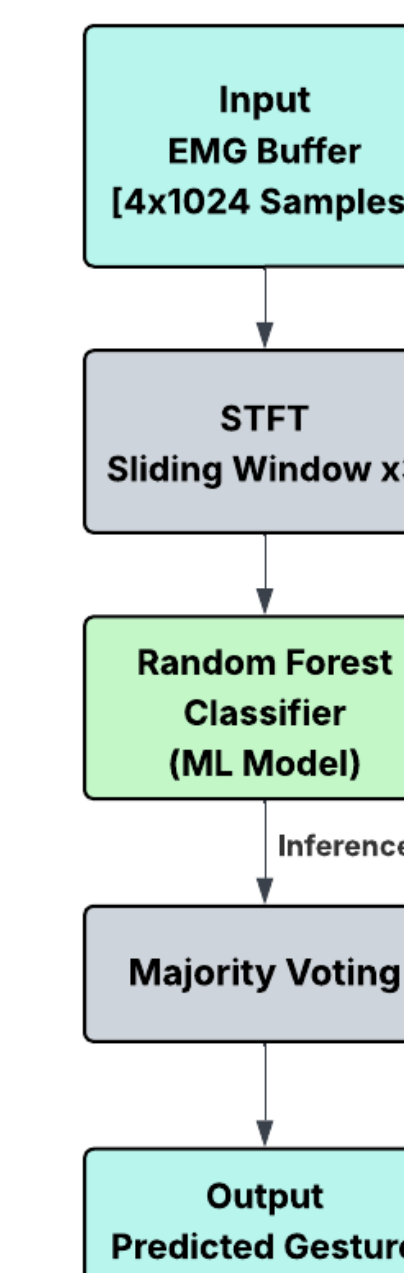 Input
EMG Buffer
[4x1024 Samples
STFT
Sliding Window x
Random Forest
Classifier
(ML Model)
Inference
Majority Voting
Output
Predicted Gesture